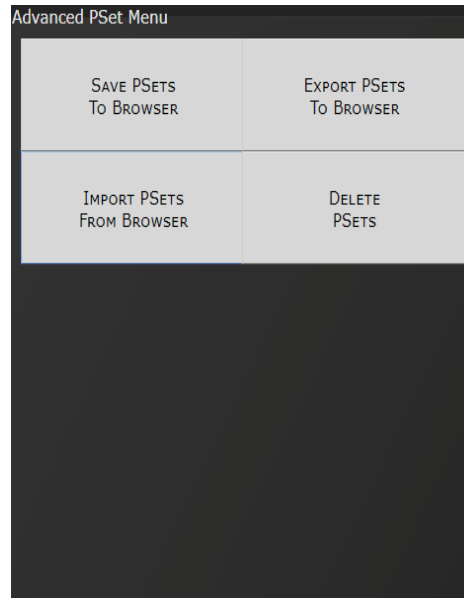 Advanced PSet Menu
Save PSets
To Browser
Export PSets
To Browser
Import PSets
From Browser
Delete
PSets